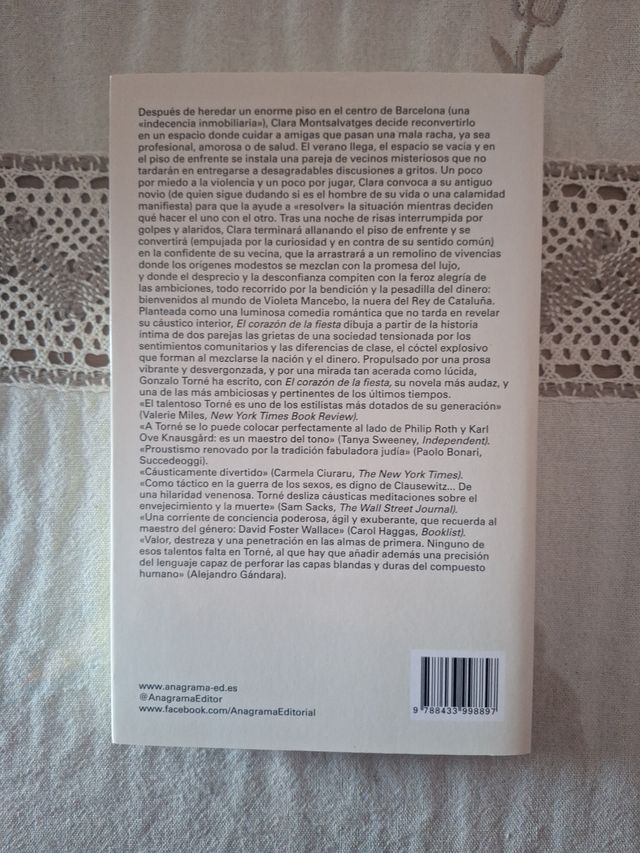 Después de heredar un enorme piso en el centro de Barcelona (una
«indecencia inmobiliaria»), Clara Montsalvatges decide reconvertirlo
en un espacio donde cuidar a amigas que pasan una mala racha, ya sea
profesional, amorosa o de salud. El verano llega, el espacio se vacía y en
el piso de enfrente se instala una pareja de vecinos misteriosos que no
tardarán en entregarse a desagradables discusiones a gritos. Un poco
por miedo a la violencia y un poco por jugar, Clara convoca a su antiguo
novio (de quien sigue dudando si es el hombre de su vida o una calamidad
manifiesta) para que la ayude a «resolver» la situación mientras deciden
qué hacer el uno con el otro. Tras una noche de risas interrumpida por
golpes y alaridos, Clara terminará allanando el piso de enfrente y se
convertirá (empujada por la curiosidad y en contra de su sentido común)
en la confidente de su vecina, que la arrastrará a un remolino de vivencias
donde los orígenes modestos se mezclan con la promesa del lujo,
y donde el desprecio y la desconfianza compiten con la feroz alegría de
las ambiciones, todo recorrido por la bendición y la pesadilla del dinero:
bienvenidos al mundo de Violeta Mancebo, la nuera del Rey de Cataluña.
Planteada como una luminosa comedia romántica que no tarda en revelar
su cáustico interior, El corazón de la fiesta dibuja a partir de la historia
íntima de dos parejas las grietas de una sociedad tensionada por los
sentimientos comunitarios y las diferencias de clase, el cóctel explosivo
que forman al mezclarse la nación y el dinero. Propulsado por una prosa
vibrante y desvergonzada, y por una mirada tan acerada como lúcida,
Gonzalo Torné ha escrito, con El corazón de la fiesta, su novela más audaz, y
una de las más ambiciosas y pertinentes de los últimos tiempos.
«El talentoso Torné es uno de los estilistas más dotados de su generación»
(Valerie Miles, New York Times Book Review).
«A Torné se lo puede colocar perfectamente al lado de Philip Roth y Karl
Ove Knausgård: es un maestro del tono» (Tanya Sweeney, Independent).
«Proustismo renovado por la tradición fabuladora judía» (Paolo Bonari,
Succedeoggi).
«Cáusticamente divertido» (Carmela Ciuraru, The New York Times).
«Como táctico en la guerra de los sexos, es digno de Clausewitz... De
una hilaridad venenosa. Torné desliza cáusticas meditaciones sobre el
envejecimiento y la muerte» (Sam Sacks, The Wall Street Journal).
«Una corriente de conciencia poderosa, ágil y exuberante, que recuerda al
maestro del género: David Foster Wallace» (Carol Haggas, Booklist).
«Valor, destreza y una penetración en las almas de primera. Ninguno de
esos talentos falta en Torné, al que hay que añadir además una precisión
del lenguaje capaz de perforar las capas blandas y duras del compuesto
humano» (Alejandro Gándara).
www.anagrama-ed.es
@AnagramaEditor
www.facebook.com/AnagramaEditorial
9 788433 998897